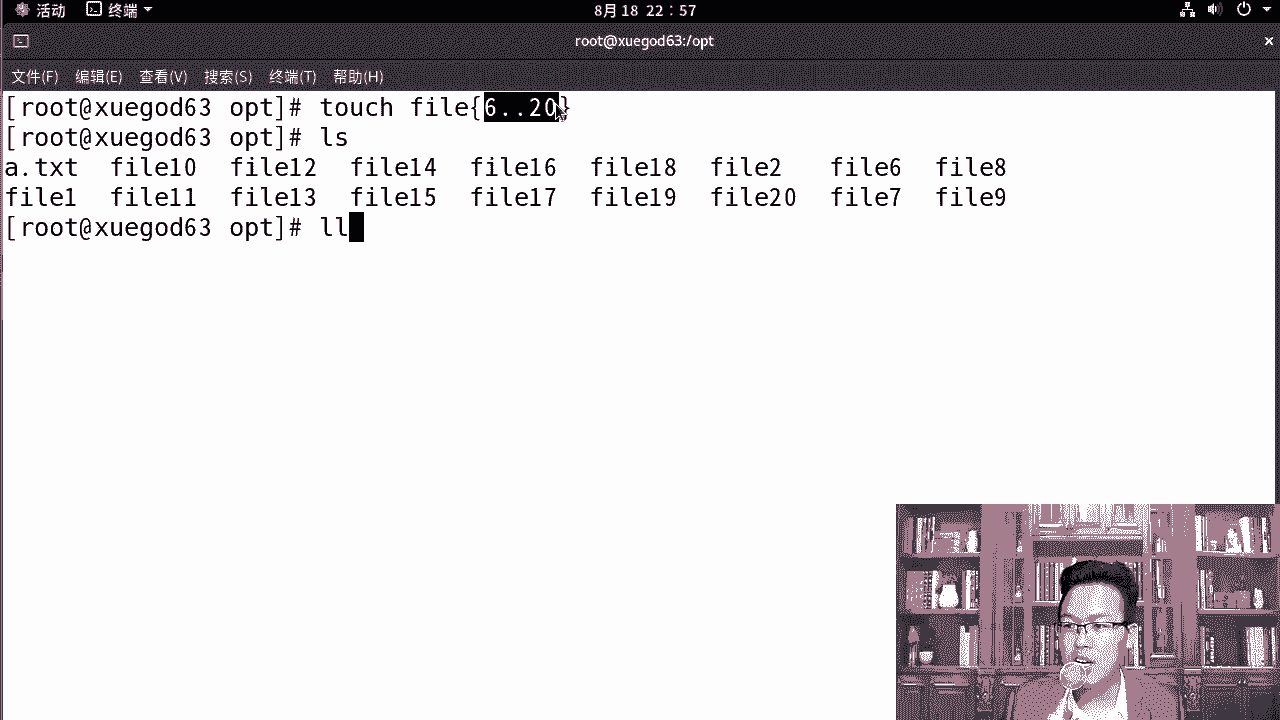 活动 终端 8月18 22：57
root@xuegod63:/opt
文件(F) 编辑(E) 查看(V) 搜索(S) 终端(T) 帮助(H)
[root@xuegod63 opt]# touch file{6..20}
[root@xuegod63 opt]# ls
a.txt file10 file12 file14 file16 file18 file2 file6 file8
file1 file11 file13 file15 file17 file19 file20 file7 file9
[root@xuegod63 opt]# ll